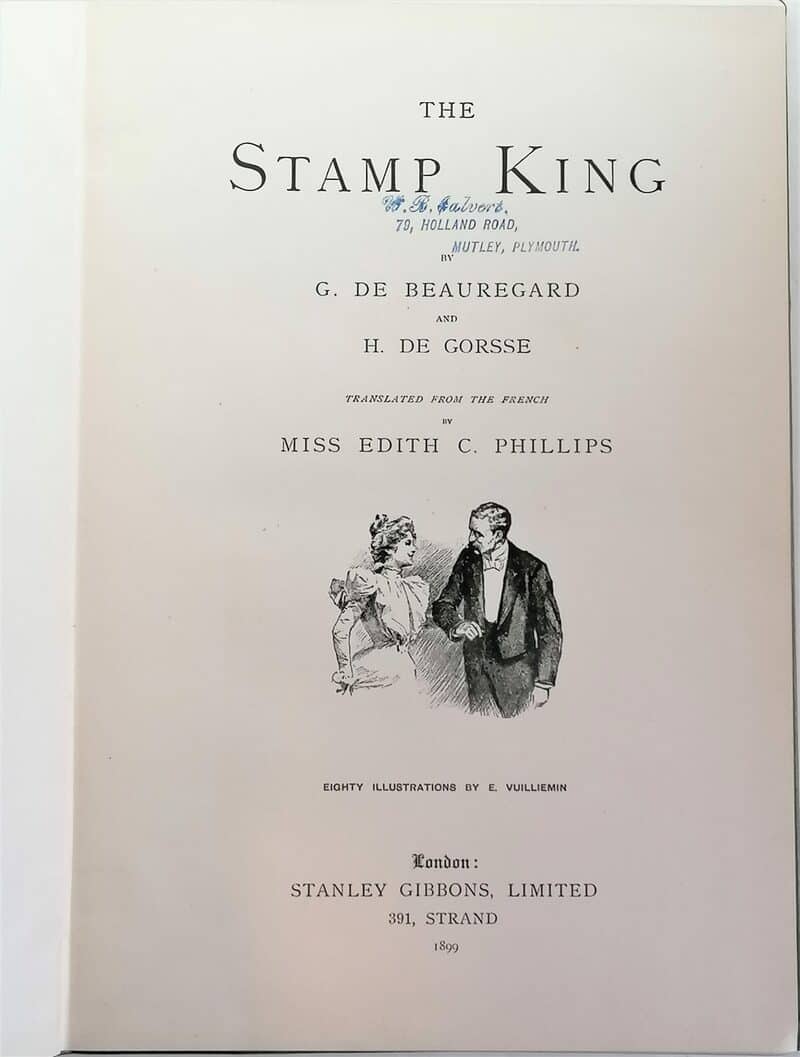 THE
STAMP KING
W. B. Calvert,
79, HOLLAND ROAD,
MUTLEY, PLYMOUTH.
BY
G. DE BEAUREGARD
AND
H. DE GORSSE
TRANSLATED FROM THE FRENCH
BY
MISS EDITH C. PHILLIPS
EIGHTY ILLUSTRATIONS BY E. VUILLIEMIN
London:
STANLEY GIBBONS, LIMITED
391, STRAND
1899